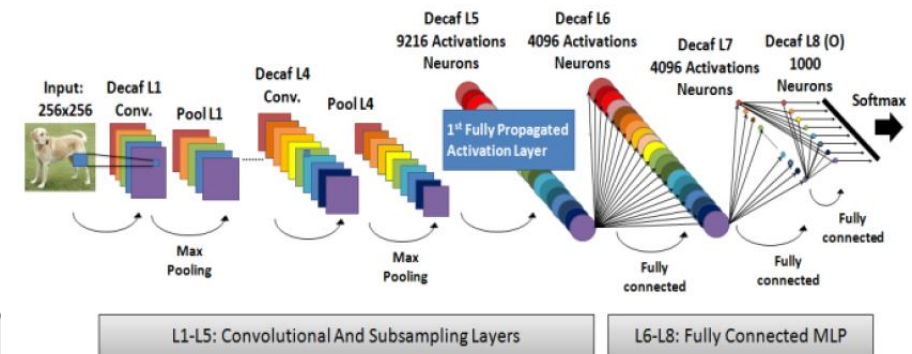 Input:
256x256
Decaf L1
Conv.
Pool L1
Decaf L4
Conv.
Pool L4
Decaf L5
9216 Activations
Neurons
Decaf L6
4096 Activations
Neurons
Decaf L7
4096 Activations
Neurons
Decaf L8 (O)
1000
Neurons
Softmax
1st Fully Propagated
Activation Layer
Max
Pooling
Max
Pooling
Fully
connected
Fully
connected
Fully
connected
L1-L5: Convolutional And Subsampling Layers
L6-L8: Fully Connected MLP